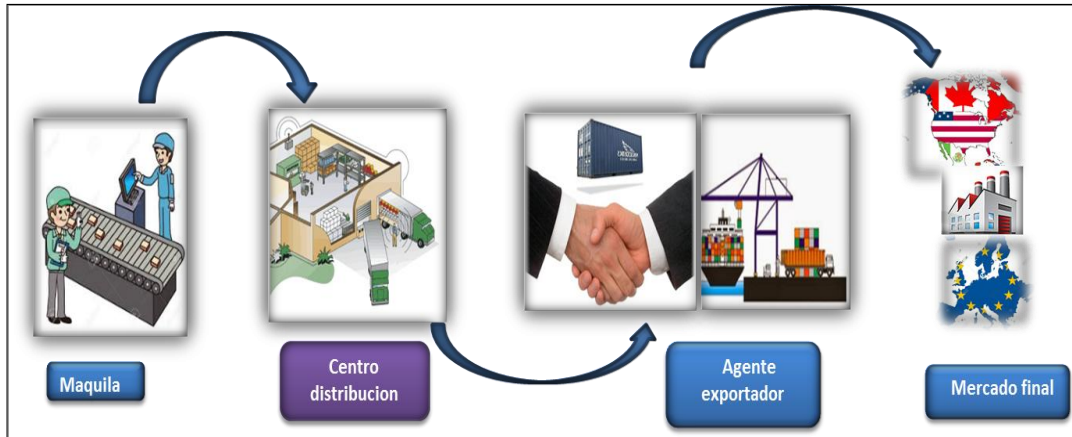 Maquila
Centro
distribucion
Agente
exportador
Mercado final